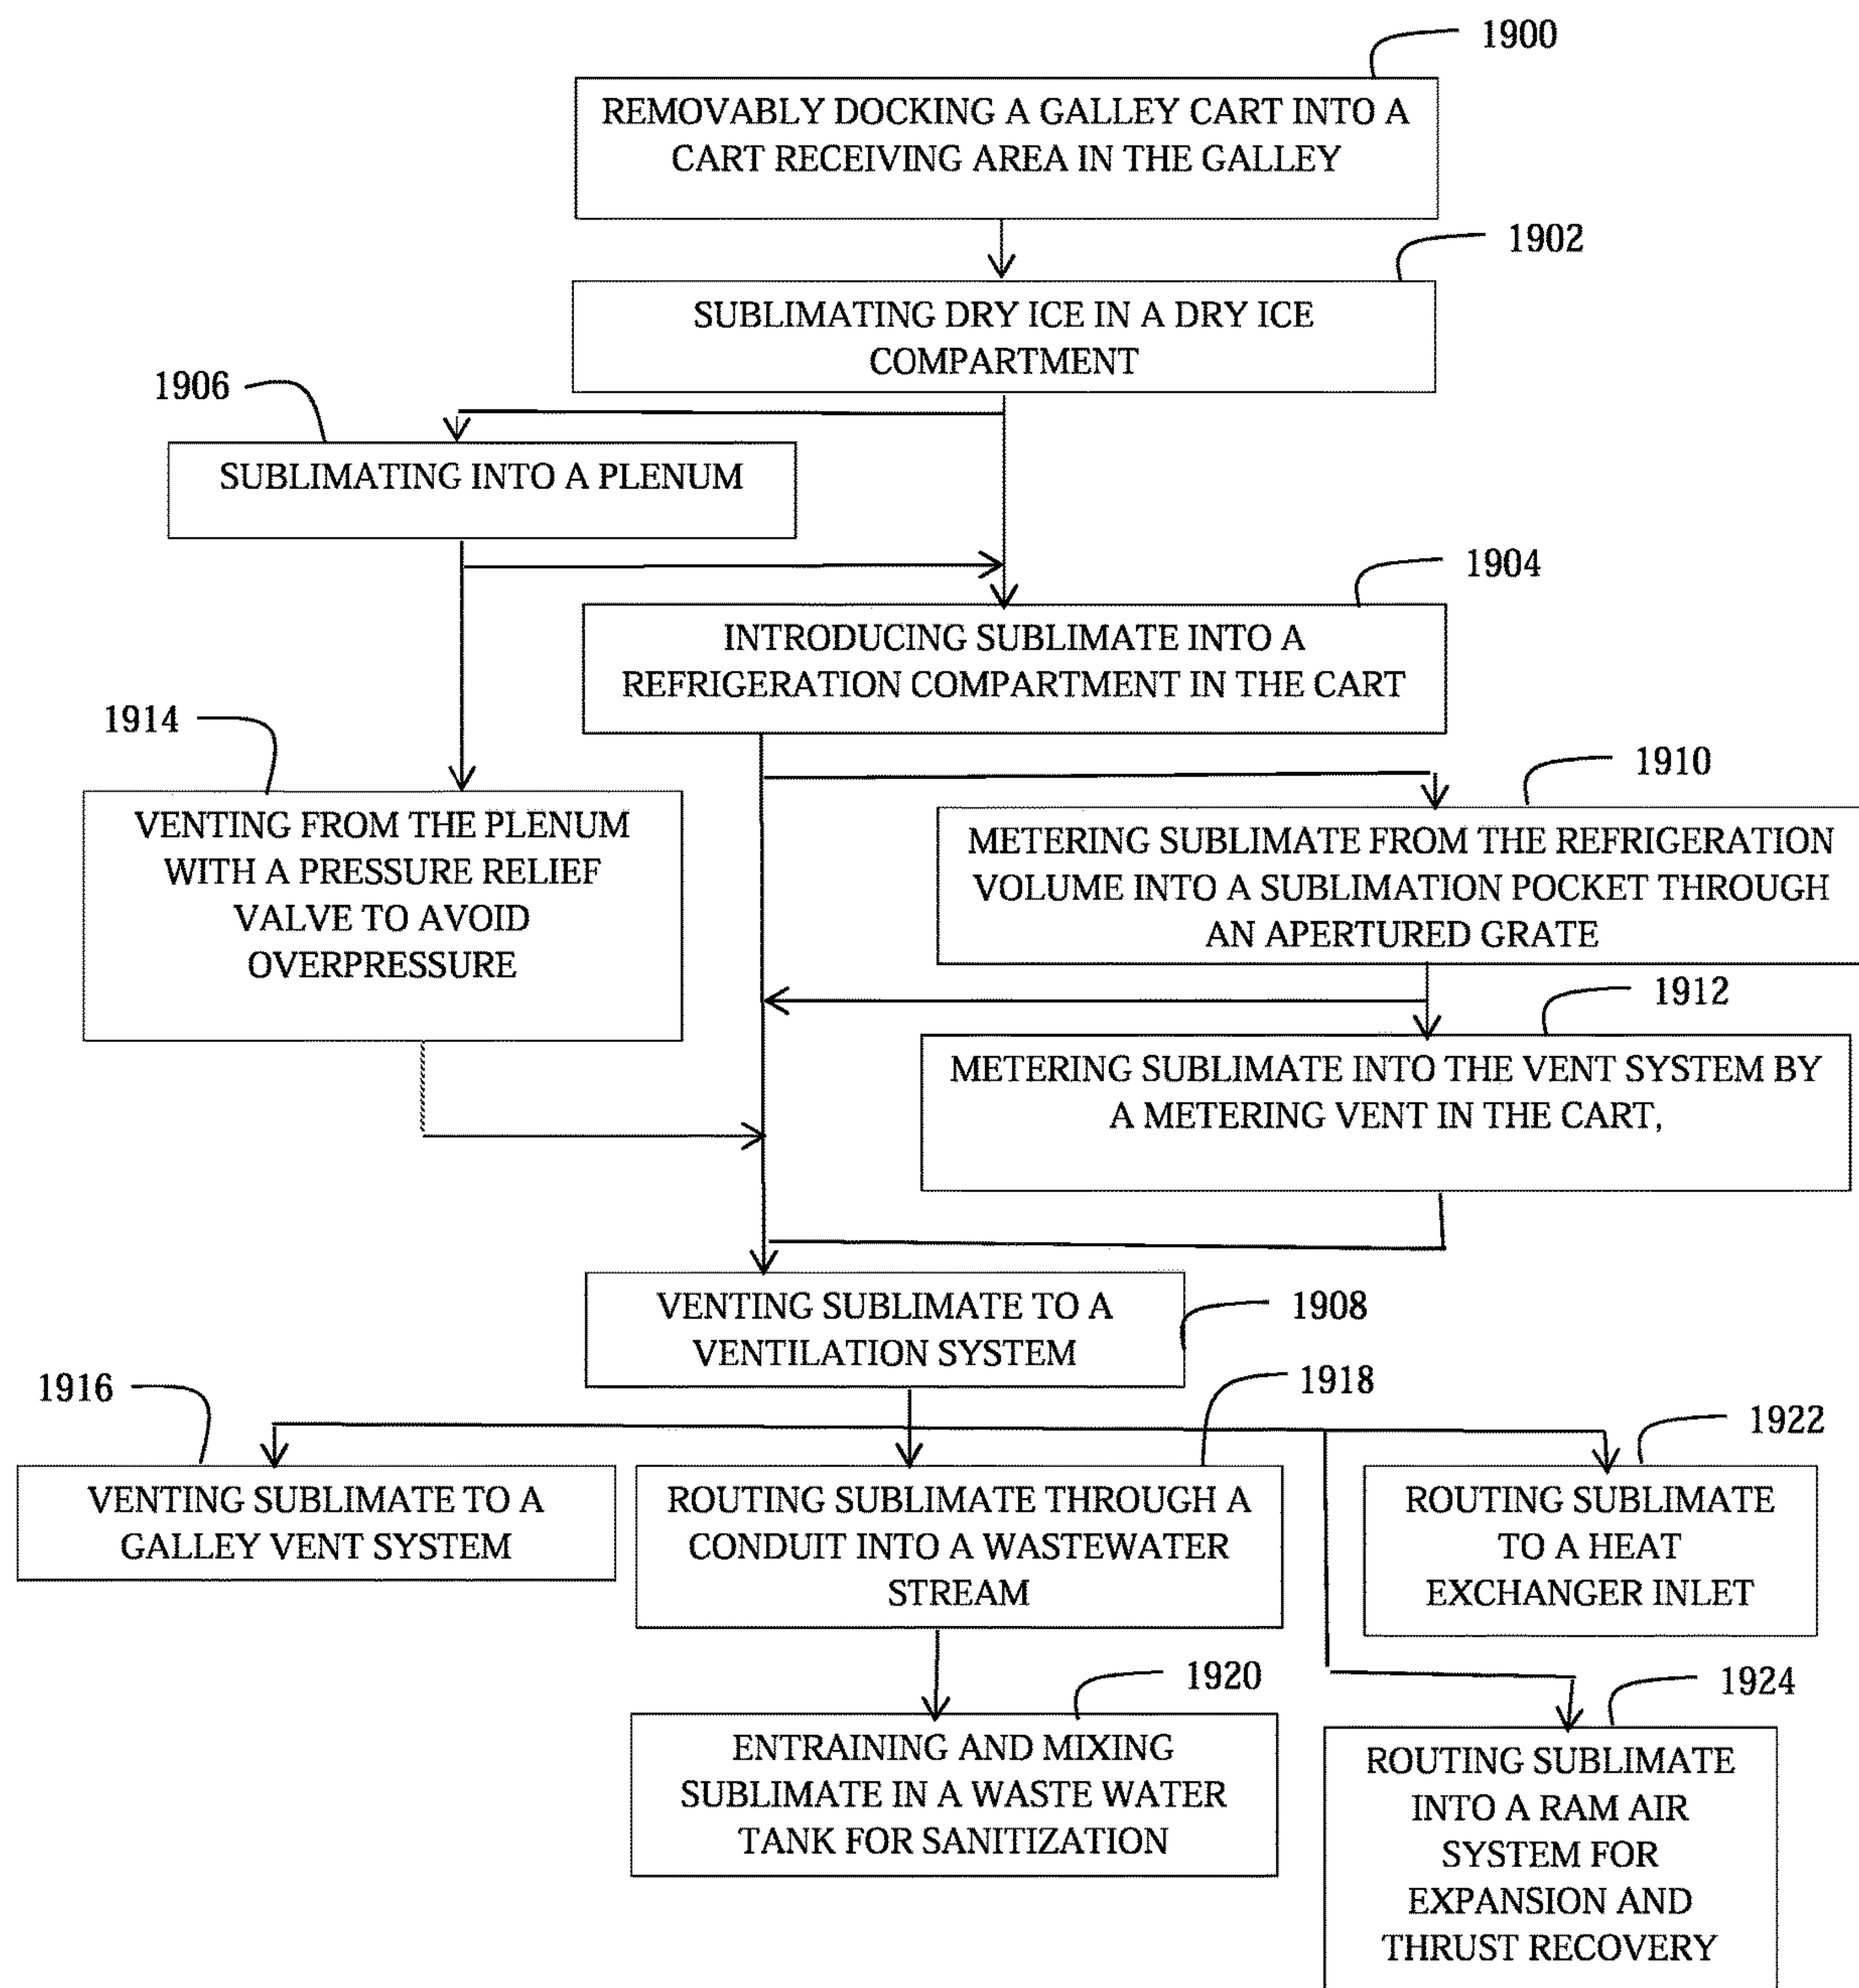 1900
REMOVABLY DOCKING A GALLEY CART INTO A
CART RECEIVING AREA IN THE GALLEY
1902
SUBLIMATING DRY ICE IN A DRY ICE
COMPARTMENT
1906
SUBLIMATING INTO A PLENUM
1904
INTRODUCING SUBLIMATE INTO A
REFRIGERATION COMPARTMENT IN THE CART
1914
VENTING FROM THE PLENUM
WITH A PRESSURE RELIEF
VALVE TO AVOID
OVERPRESSURE
1910
METERING SUBLIMATE FROM THE REFRIGERATION
VOLUME INTO A SUBLIMATION POCKET THROUGH
AN APERTURED GRATE
1912
METERING SUBLIMATE INTO THE VENT SYSTEM BY
A METERING VENT IN THE CART,
VENTING SUBLIMATE TO A
VENTILATION SYSTEM
1908
1916
VENTING SUBLIMATE TO A
GALLEY VENT SYSTEM
1918
ROUTING SUBLIMATE THROUGH A
CONDUIT INTO A WASTEWATER
STREAM
1922
ROUTING SUBLIMATE
TO A HEAT
EXCHANGER INLET
1920
ENTRAINING AND MIXING
SUBLIMATE IN A WASTE WATER
TANK FOR SANITIZATION
1924
ROUTING SUBLIMATE
INTO A RAM AIR
SYSTEM FOR
EXPANSION AND
THRUST RECOVERY